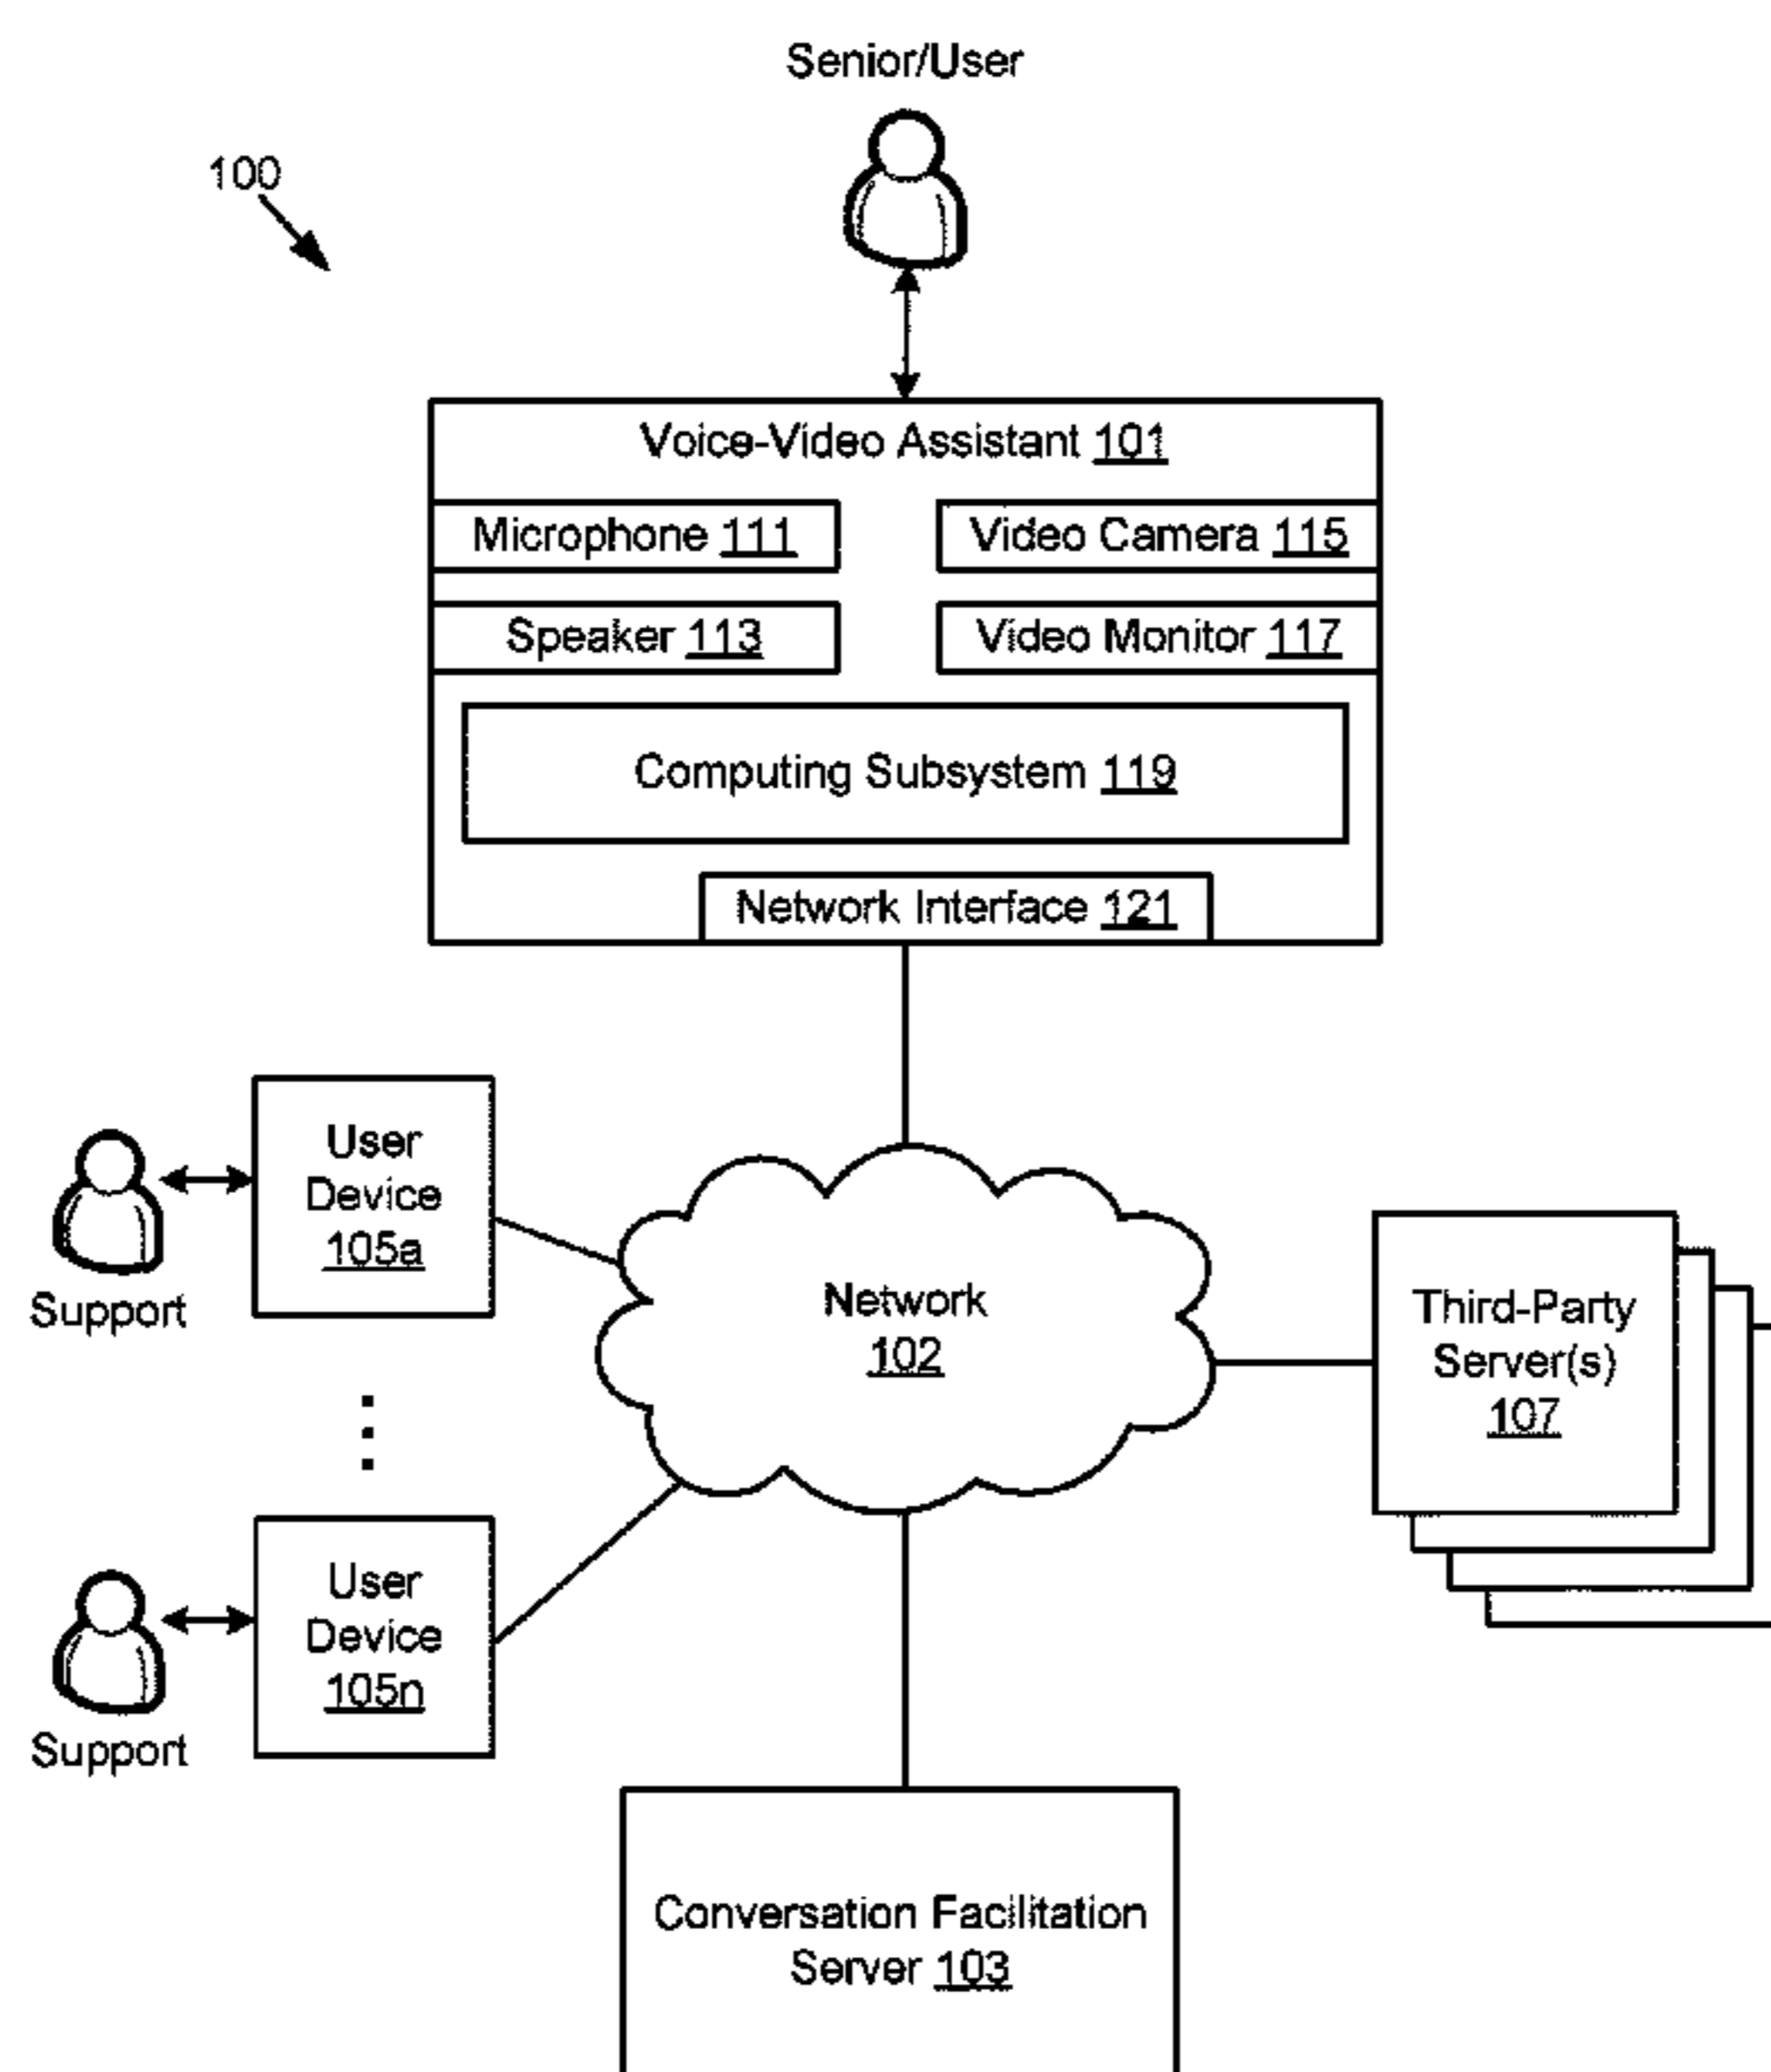 Senior/User
100
Voice-Video Assistant 101
Microphone 111
Video Camera 115
Speaker 113
Video Monitor 117
Computing Subsystem 119
Network Interface 121
User
Device
105a
Support
Network
102
Third-Party
Server(s)
107
User
Device
105n
Support
Conversation Facilitation
Server 103